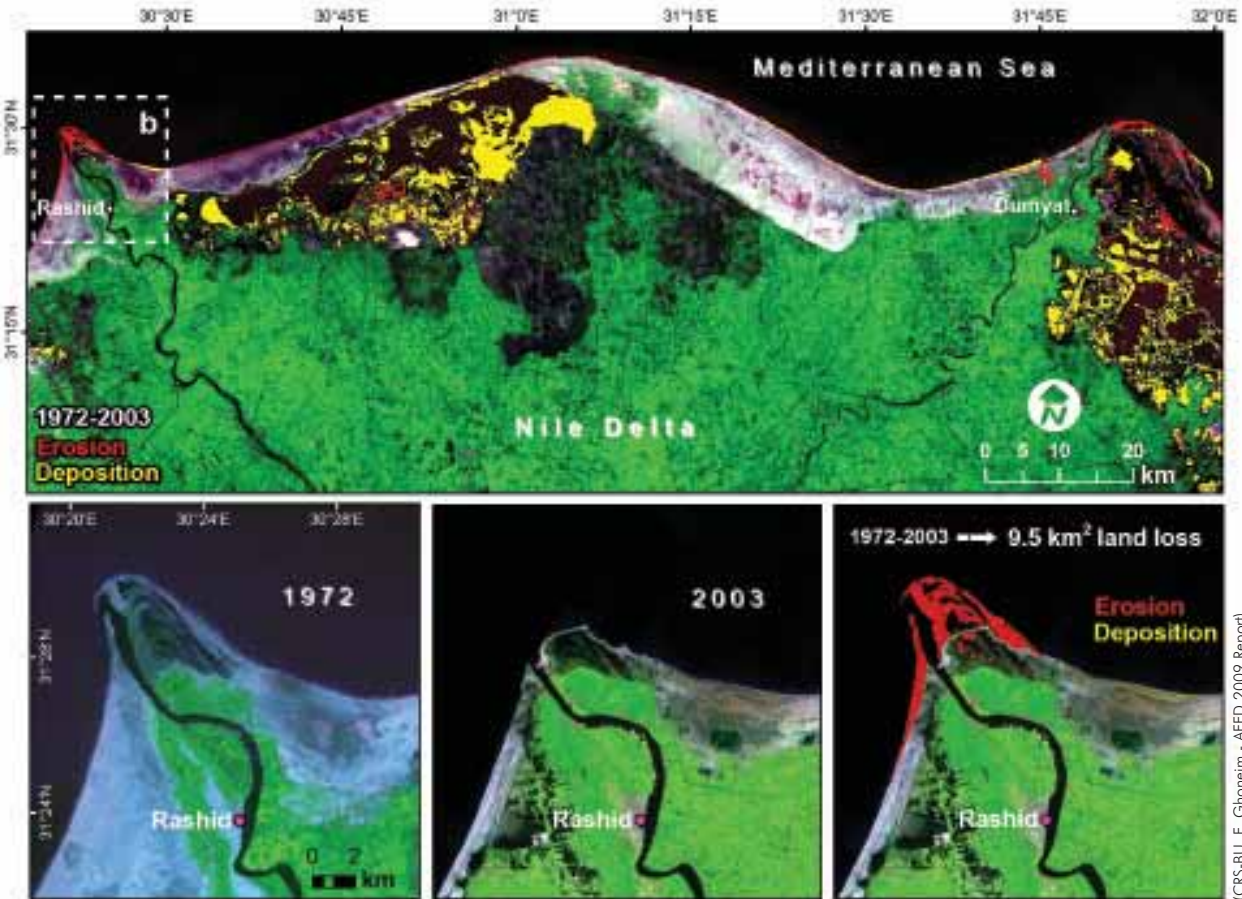 30°30'E 30°45'E 31°0'E 31°15'E 31°30'E 31°45'E 32°0'E
Mediterranean Sea
31°30'N
b
Rashid
Dumyat
31°15'N
1972-2003
Erosion
Deposition
Nile Delta
N
0 5 10 20
km
30°20'E 30°24'E 30°28'E
1972
31°28'N
31°24'N
Rashid
0 2
km
2003
Rashid
1972-2003 9.5 km² land loss
Erosion
Deposition
Rashid
(CRS-BU, E. Ghoneim - AFED 2009 Report)